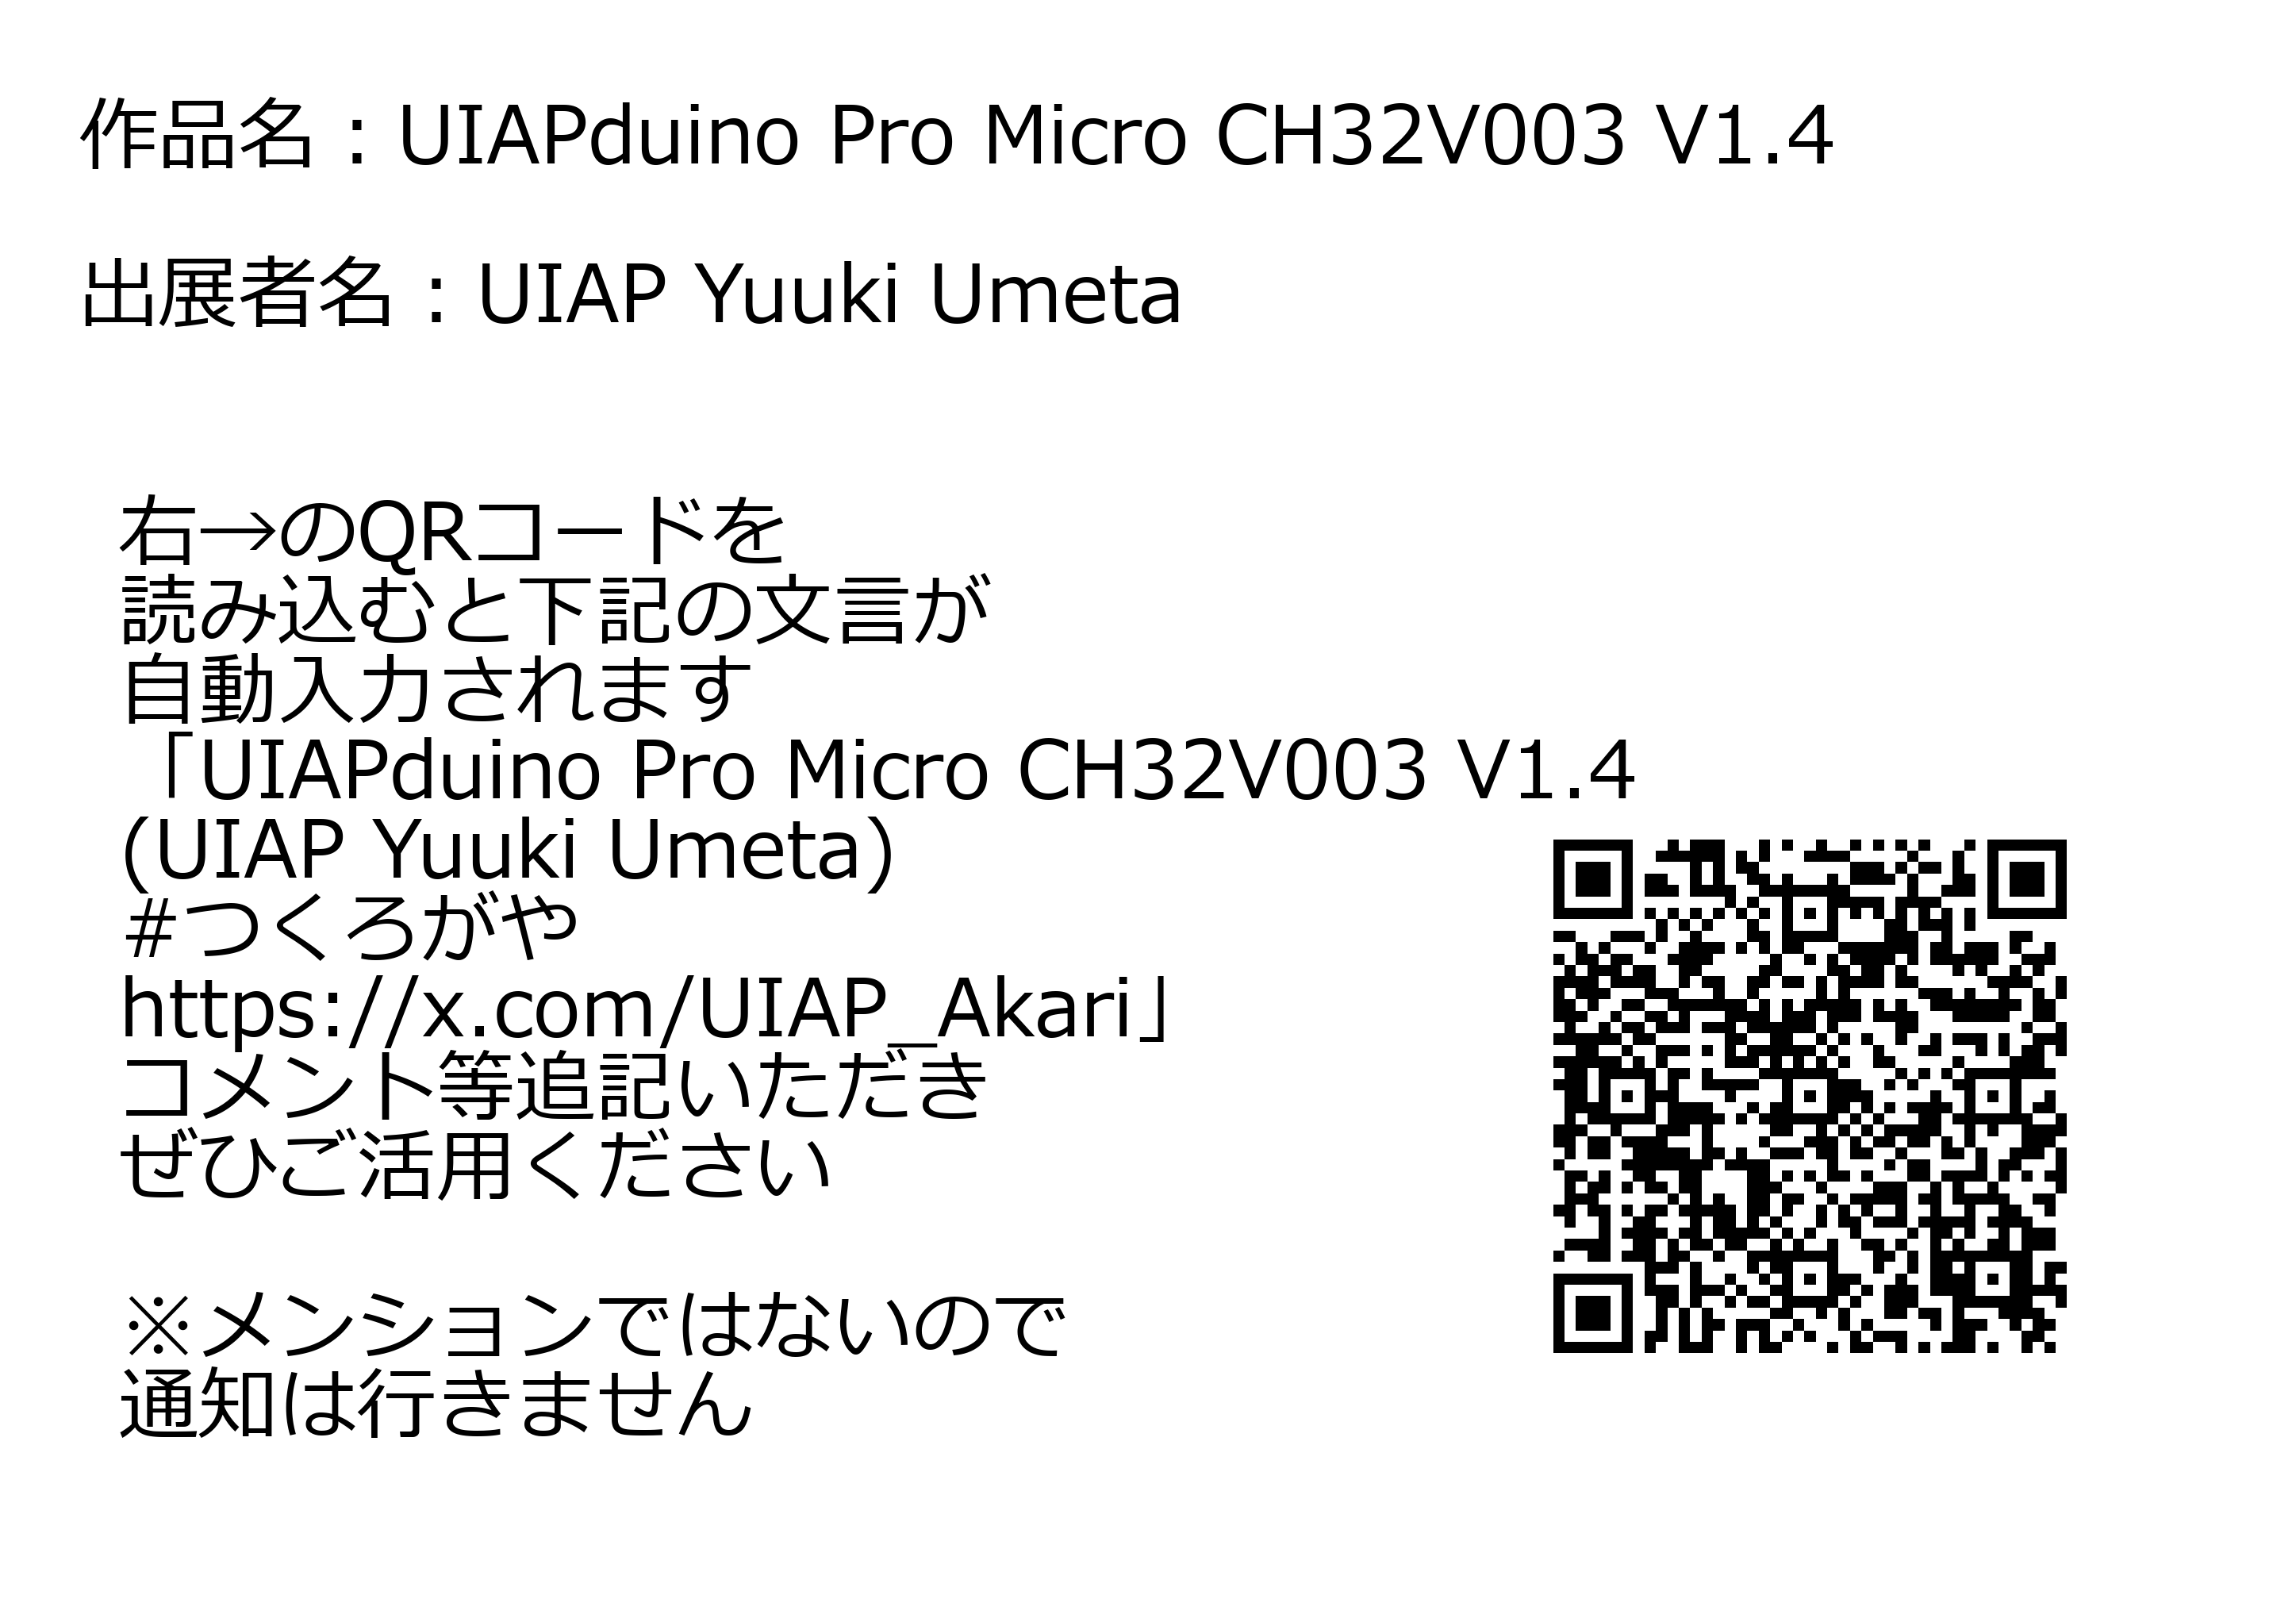 作品名：UIAPduino Pro Micro CH32V003 V1.4
出展者名：UIAP Yuuki Umeta
右→のQRコードを
読み込むと下記の文言が
自動入力されます
「UIAPduino Pro Micro CH32V003 V1.4
(UIAP Yuuki Umeta)
#つくろがや
https://x.com/UIAP_Akari」
コメント等追記いただき
ぜひご活用ください
※メンションではないので
通知は行きません